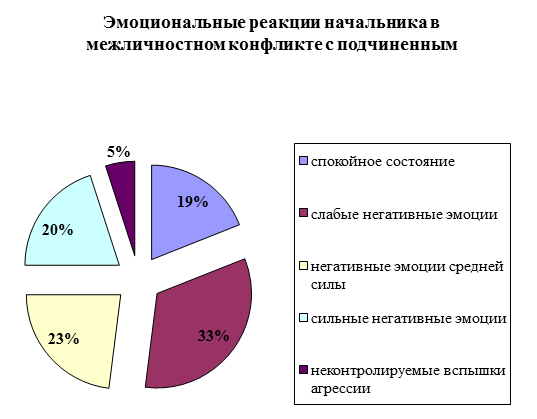 Эмоциональные реакции начальника в
межличностном конфликте с подчиненным
5%
19%
20%
23%
33%
спокойное состояние
слабые негативные эмоции
негативные эмоции средней
силы
сильные негативные эмоции
неконтролируемые вспышки
агрессии